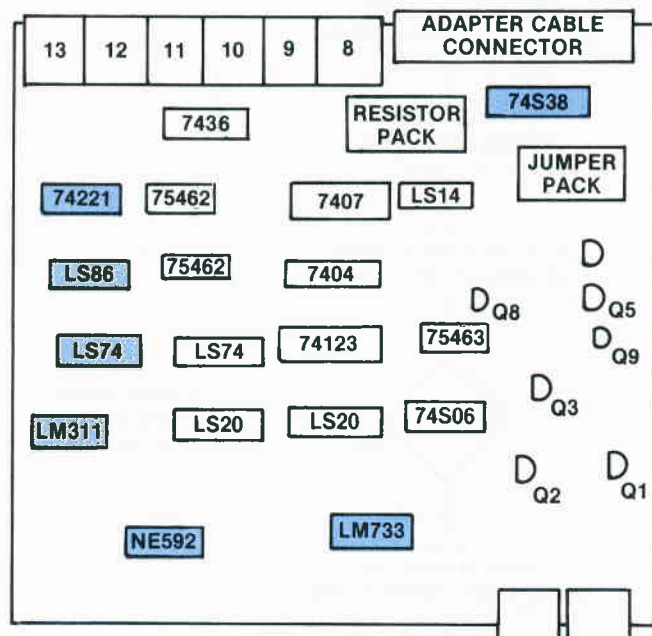 ADAPTER CABLE
CONNECTOR
13 12 11 10 9 8
74S38
7436
RESISTOR
PACK
JUMPER
PACK
74221 75462 7407 LS14
LS86 75462 7404
D
D Q8
D Q5
LS74 LS74 74123 75463
D Q9
D Q3
LM311 LS20 LS20 74S06
D Q2
D Q1
NE592 LM733